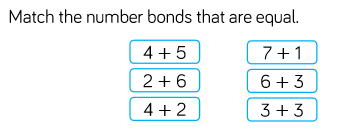 Match the number bonds that are equal.
4 + 5 7 + 1
2 + 6 6 + 3
4 + 2 3 + 3